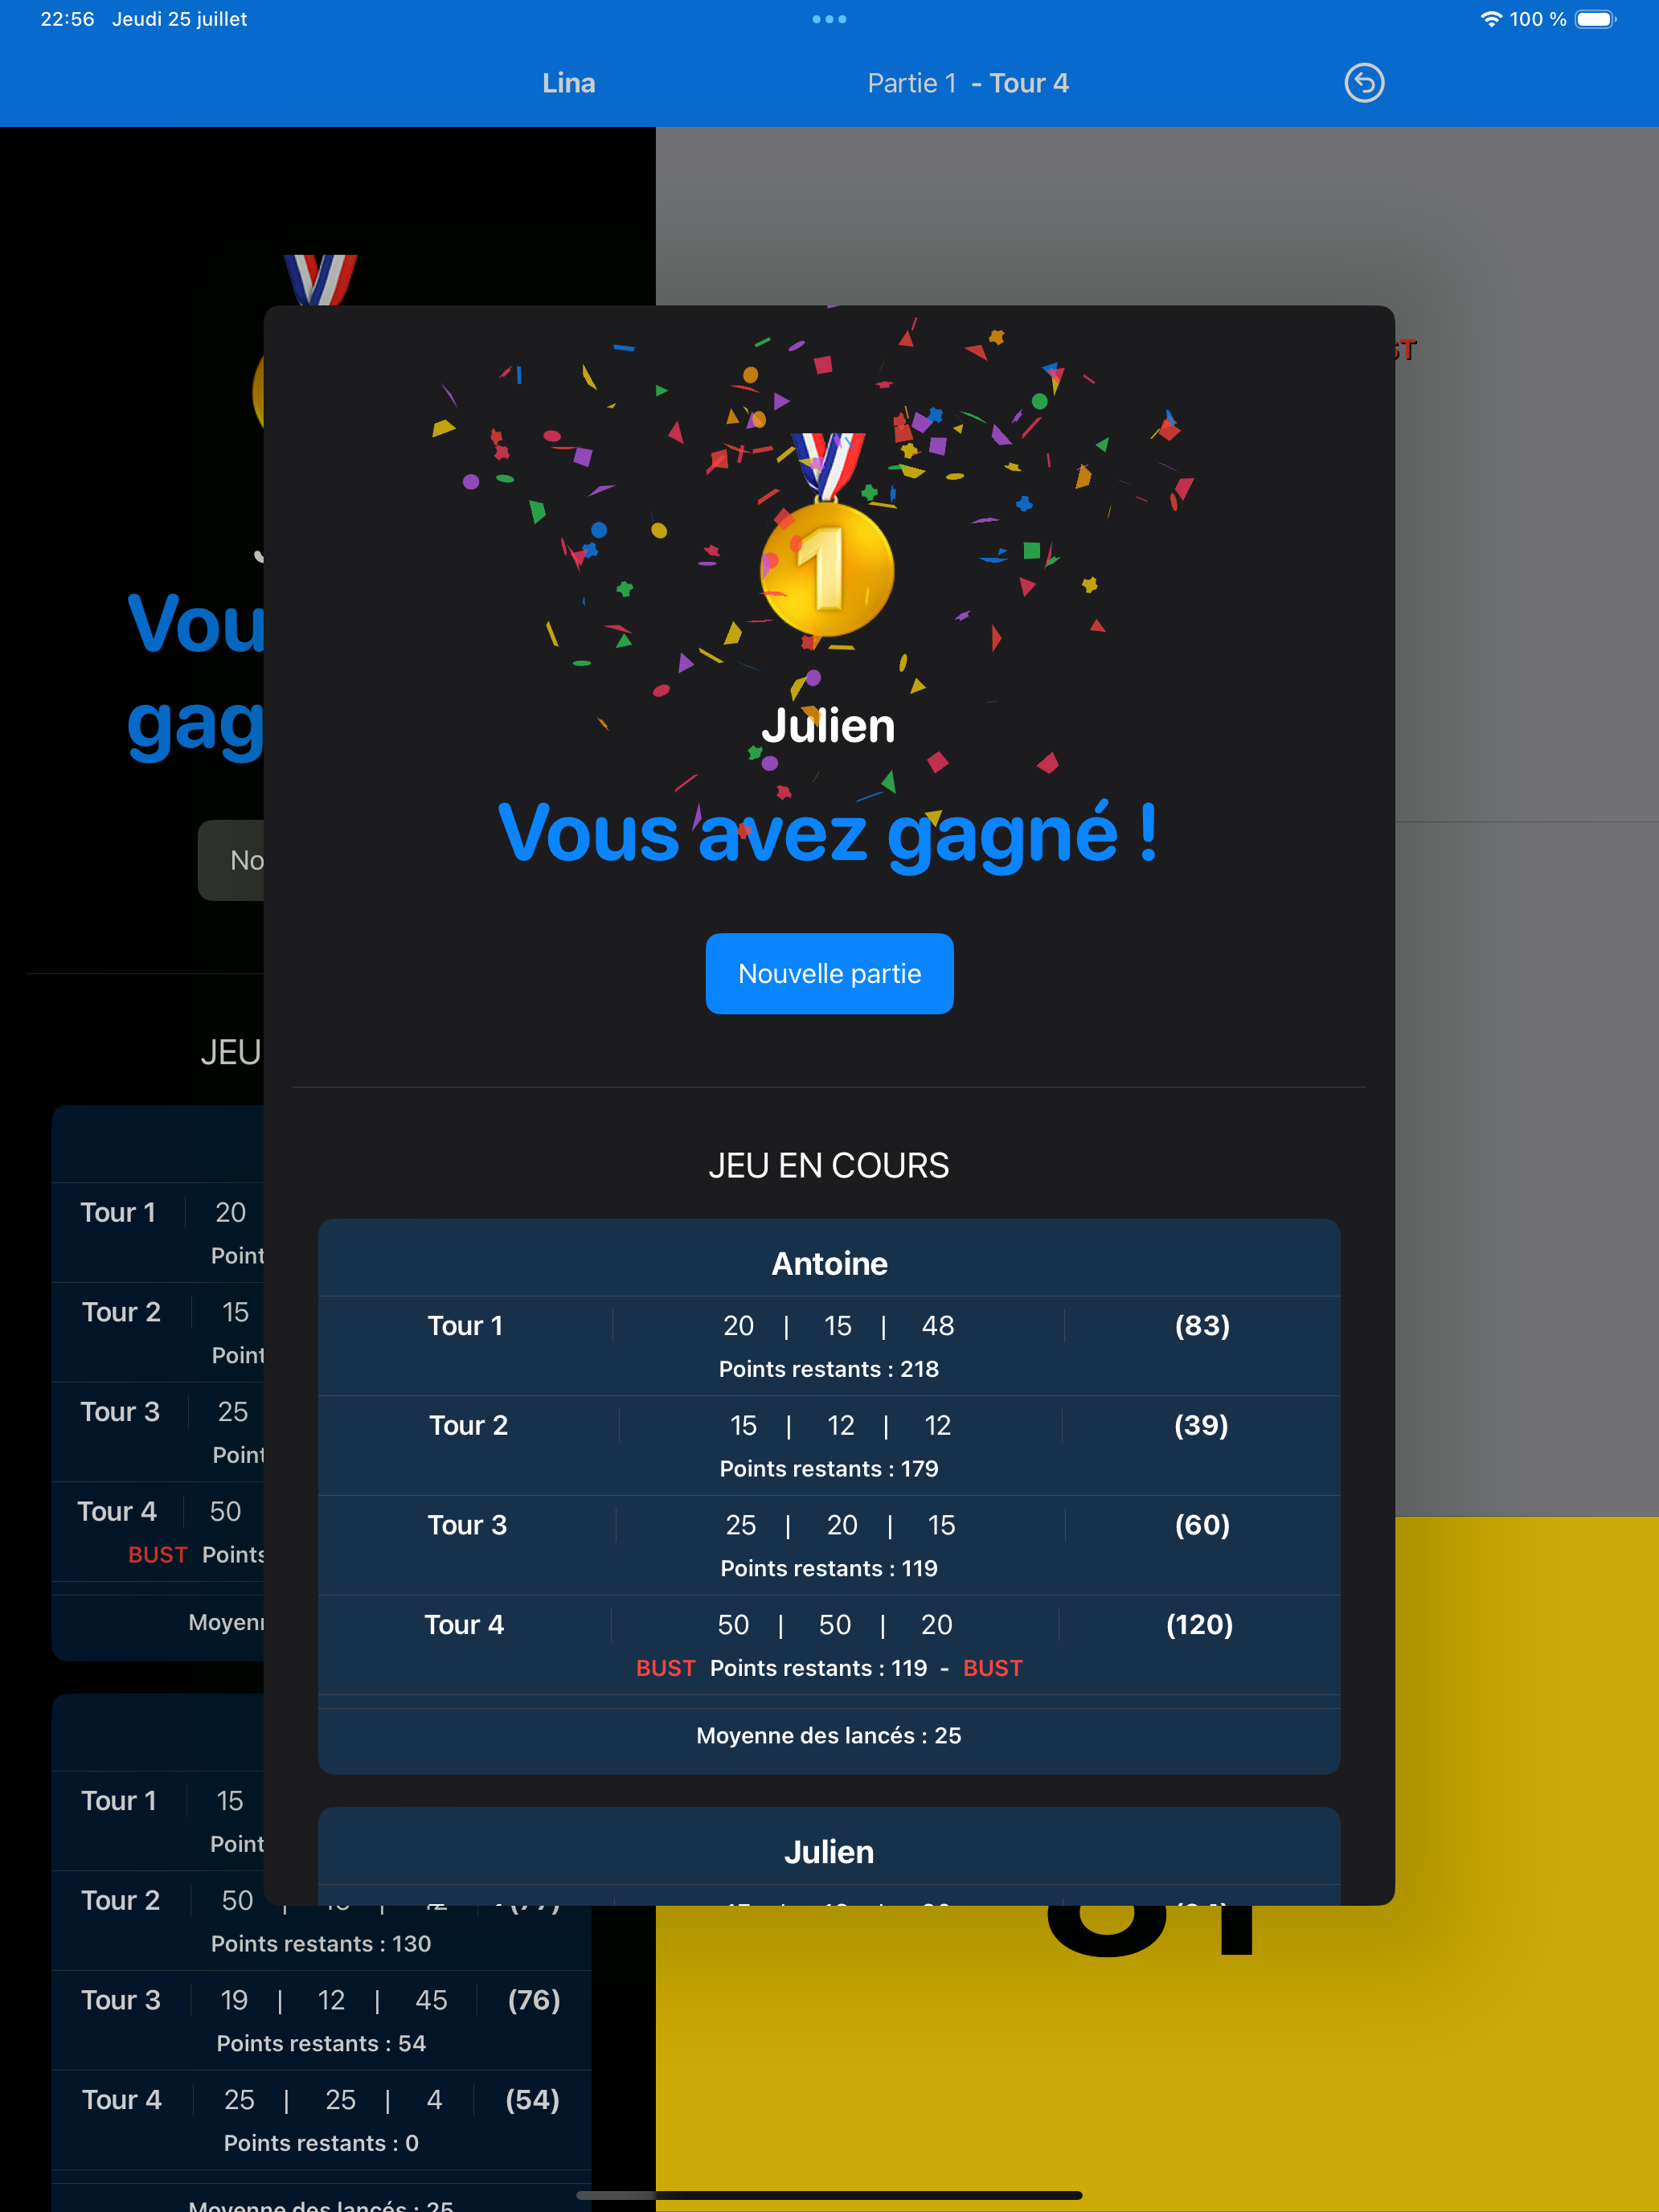 22:56 Jeudi 25 juillet 100 %
Lina Partie 1 - Tour 4
1
Julien
Vous avez gagné !
Nouvelle partie
JEU EN COURS
Antoine
Tour 1 20 | 15 | 48 (83)
Points restants : 218
Tour 2 15 | 12 | 12 (39)
Points restants : 179
Tour 3 25 | 20 | 15 (60)
Points restants : 119
Tour 4 50 | 50 | 20 (120)
BUST Points restants : 119 - BUST
Moyenne des lancés : 25
Julien
Vou
gag
No
JEU
Tour 1 20
Point
Tour 2 15
Point
Tour 3 25
Point
Tour 4 50
BUST Points
Moyen
Tour 1 15
Point
Tour 2 50
Points restants : 130
Tour 3 19 | 12 | 45 (76)
Points restants : 54
Tour 4 25 | 25 | 4 (54)
Points restants : 0
Moyenne des lancés : 25
ST
81